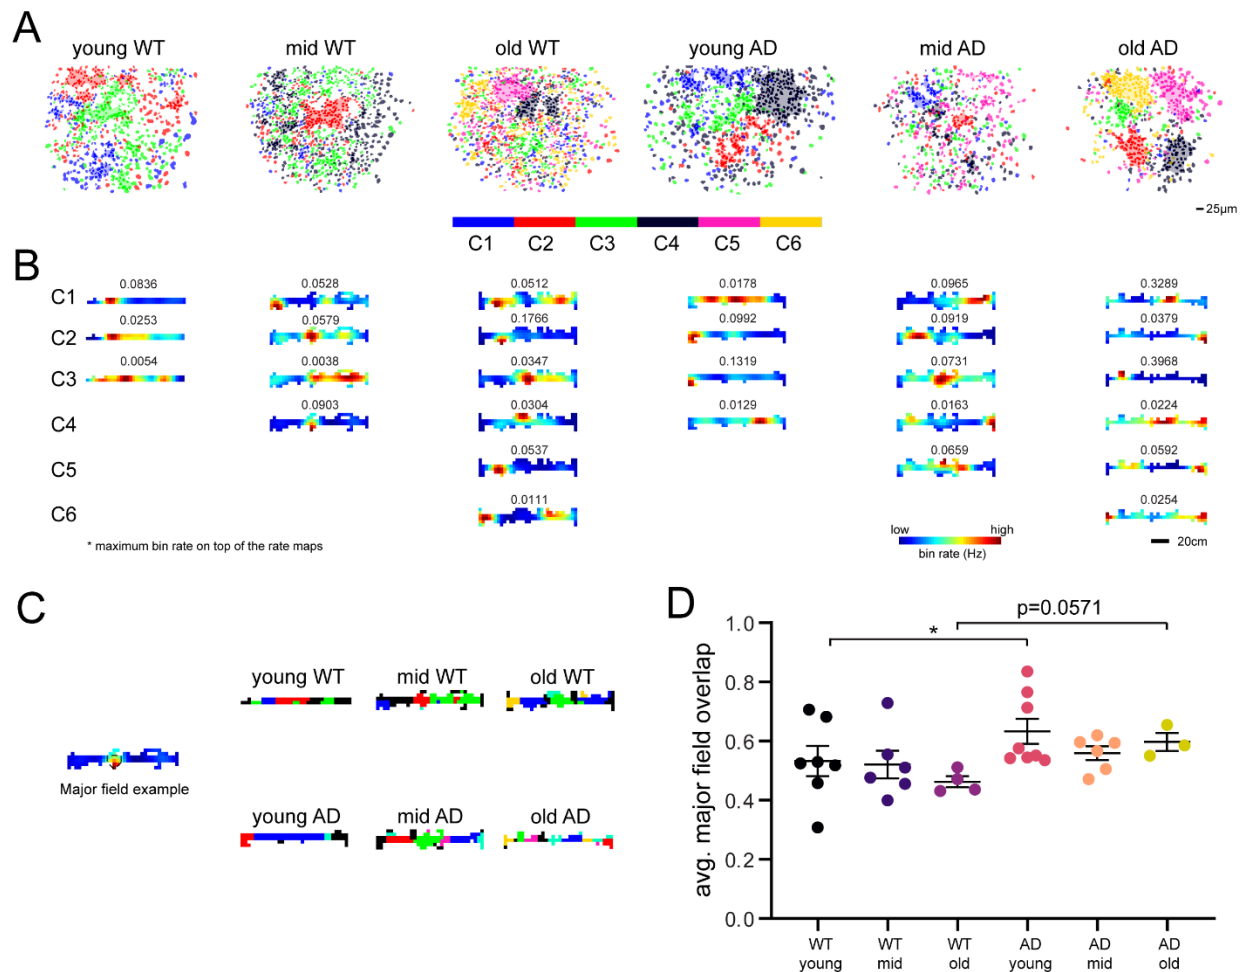 A
young WT mid WT old WT young AD mid AD old AD
25µm
C1 C2 C3 C4 C5 C6
B
C1 0.0836 0.0528 0.0512 0.0178 0.0965 0.3289
C2 0.0253 0.0579 0.1766 0.0992 0.0919 0.0379
C3 0.0054 0.0038 0.0347 0.1319 0.0731 0.3968
C4 0.0903 0.0304 0.0129 0.0163 0.0224
C5 0.0537 0.0659 0.0592
C6 0.0111 0.0254
* maximum bin rate on top of the rate maps
low high
bin rate (Hz)
20cm
C
young WT mid WT old WT
Major field example
young AD mid AD old AD
D
p=0.0571
*
avg. major field overlap
1.0
0.8
0.6
0.4
0.2
0.0
WT WT WT AD AD AD
young mid old young mid old